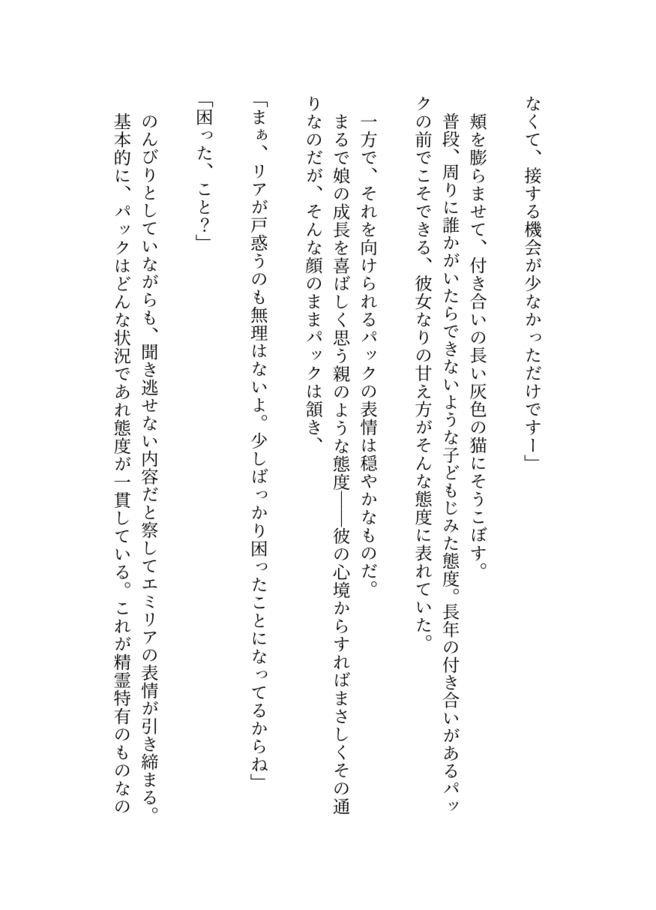 なくて、接する機会が少なかっただけですー」
頬を膨らませて、付き合いの長い灰色の猫にそうこぼす。
普段、周りに誰かがいたらできないような子どもじみた態度。長年の付き合いがあるパッ
クの前でこそできる、彼女なりの甘え方がそんな態度に表れていた。
一方で、それを向けられるパックの表情は穏やかなものだ。
まるで娘の成長を喜ばしく思う親のような態度――彼の心境からすればまさしくその通
りなのだが、そんな顔のままパックは頷き、
「まぁ、リアが戸惑うのも無理はないよ。少しばっかり困ったことになってるからね」
「困った、こと?」
のんびりとしていながらも、聞き逃せない内容だと察してエミリアの表情が引き締まる。
基本的に、パックはどんな状況であれ態度が一貫している。これが精霊特有のものなの